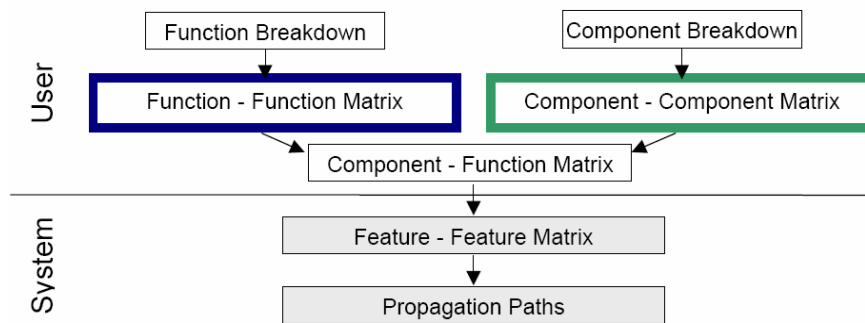 Function Breakdown
Component Breakdown
User
Function - Function Matrix
Component - Component Matrix
Component - Function Matrix
System
Feature - Feature Matrix
Propagation Paths